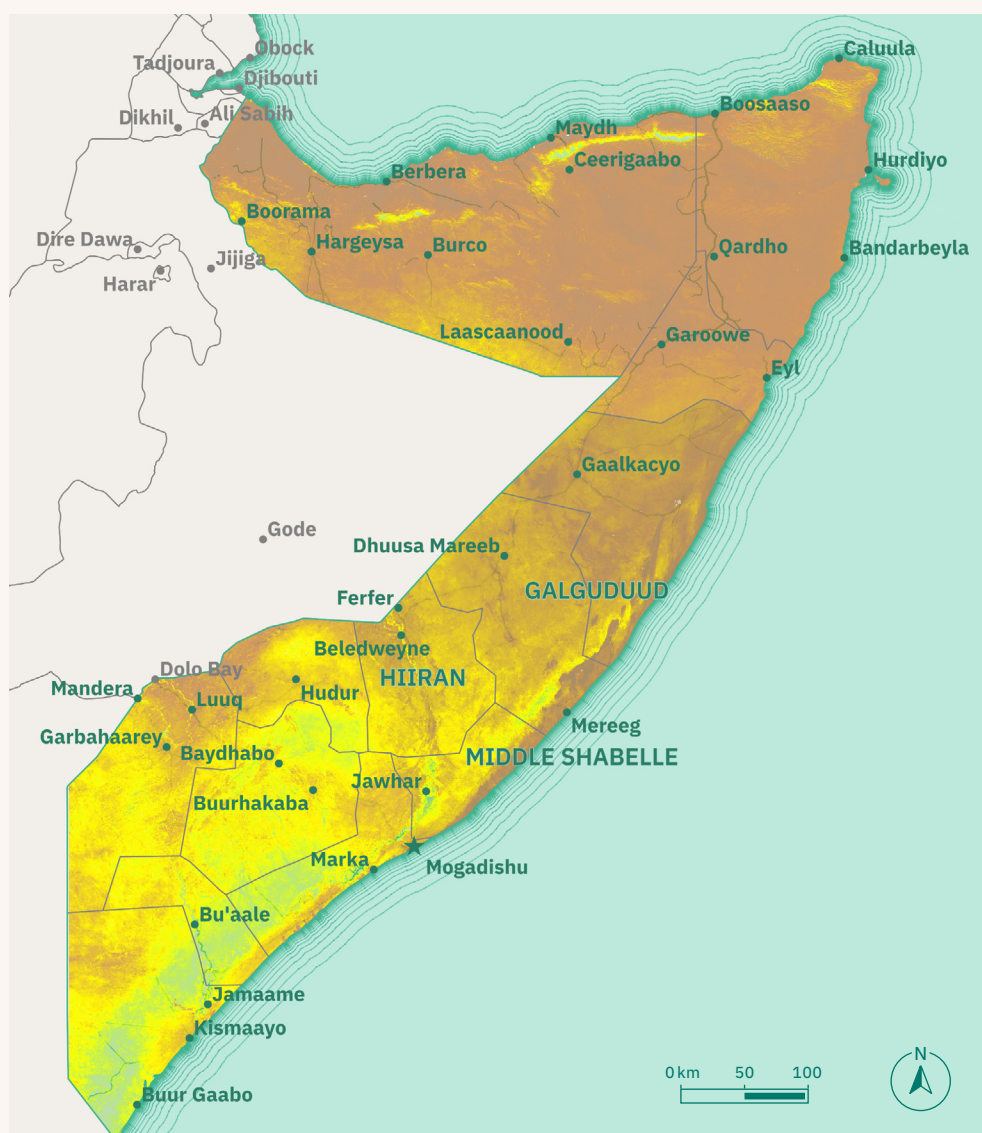 Obock
Caluula
Tadjoura
Djibouti
Boosaaso
Dikhil
Ali Sabih
Maydh
Ceerigaabo
Hurdiyo
Berbera
Boorama
Dire Dawa
Hargeysa
Burco
Qardho
Bandarbeyla
Jijiga
Harar
Laascaanood
Garoowe
Eyl
Gaalkacyo
Gode
Dhuusa Mareeb
GALGUDUUD
Ferfer
Beledweyne
Dolo Bay
HIIRAN
Mandera
Luuq
Hudur
Mereeg
Garbahaarey
Baydhabo
MIDDLE SHABELLE
Jawhar
Buurhakaba
Marka
Mogadishu
Bu'aale
Jamaame
Kismaayo
N
0 km 50 100
Buur Gaabo